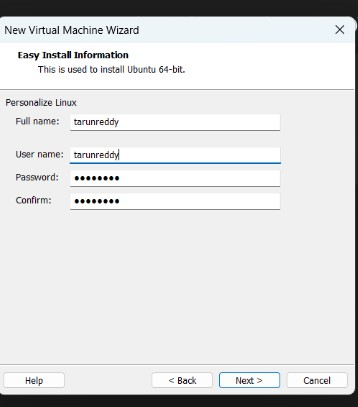 New Virtual Machine Wizard
Easy Install Information
This is used to install Ubuntu 64-bit.
Personalize Linux
Full name: tarunreddy
User name: tarunreddy
Password: ●●●●●●●●
Confirm: ●●●●●●●●
Help < Back Next > Cancel